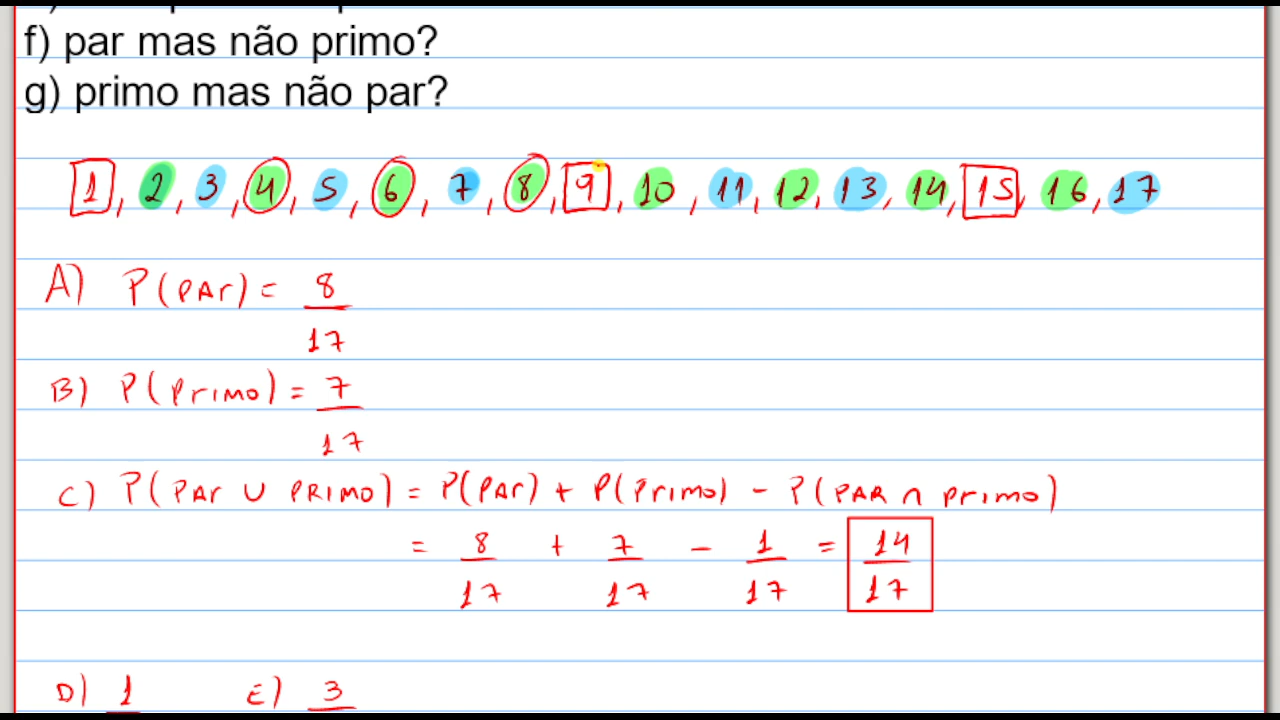 f) par mas não primo?
g) primo mas não par?
1, 2, 3, 4, 5, 6, 7, 8, 9, 10, 11, 12, 13, 14, 15, 16, 17
A) P(PAr) = 8/17
B) P(PrImO) = 7/17
C) P(PAr ∪ PRIMO) = P(PAr) + P(PrImO) - P(PAR ∩ PrImO)
= 8/17 + 7/17 - 1/17 = 14/17
D) 1 E) 3